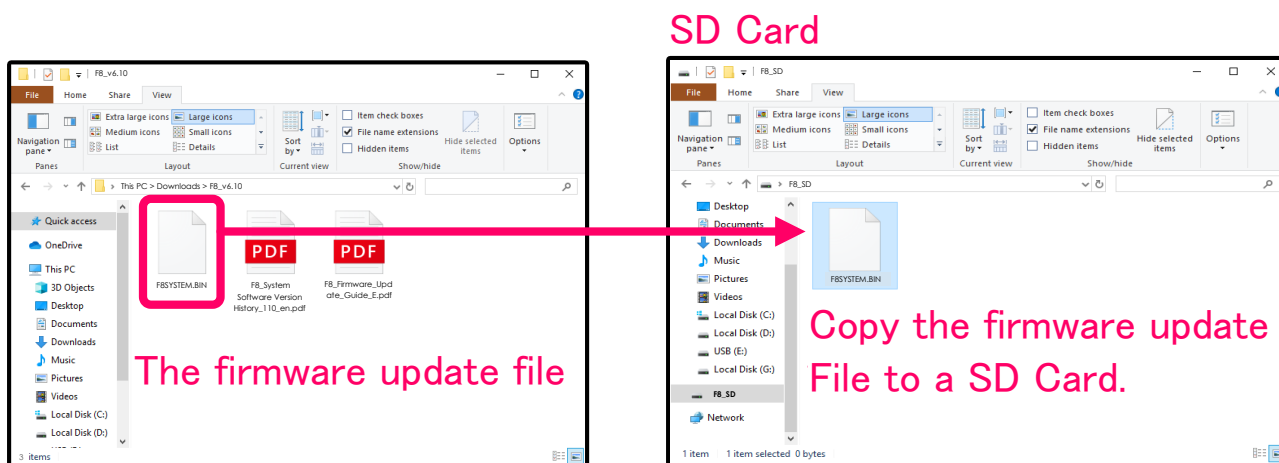 SD Card
F8_v6.10
File Home Share View
Extra large icons Large icons
Medium icons Small icons
List Details
Navigation pane
Sort by
Item check boxes
File name extensions
Hidden items
Hide selected items
Options
Panes Layout Current view Show/hide
This PC > Downloads > F8_v6.10
Quick access
OneDrive
This PC
3D Objects
Desktop
Documents
Downloads
Music
Pictures
Videos
Local Disk (C:)
Local Disk (D:)
F8SYSTEM.BIN
PDF
F8_System
Software Version
History_110_en.pdf
PDF
F8_Firmware_Upd
ate_Guide_E.pdf
The firmware update file
3 items
F8_SD
File Home Share View
Extra large icons Large icons
Medium icons Small icons
List Details
Navigation pane
Sort by
Item check boxes
File name extensions
Hidden items
Hide selected items
Options
Panes Layout Current view Show/hide
F8_SD
Desktop
Documents
Downloads
Music
Pictures
Videos
Local Disk (C:)
Local Disk (D:)
USB (E:)
Local Disk (G:)
F8_SD
Network
F8SYSTEM.BIN
Copy the firmware update
File to a SD Card.
1 item 1 item selected 0 bytes